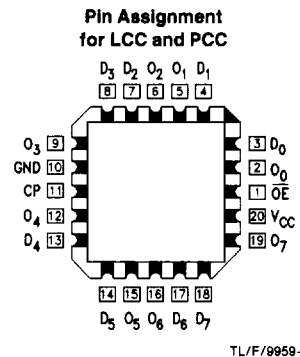 Pin Assignment
for LCC and PCC
D3 D2 O2 O1 D1
8 7 6 5 4
O3 9
GND 10
CP 11
O4 12
D4 13
3 D0
2 O0
1 O̅E̅
20 VCC
19 O7
14 15 16 17 18
D5 O5 O6 D6 D7
TL/F/9959-